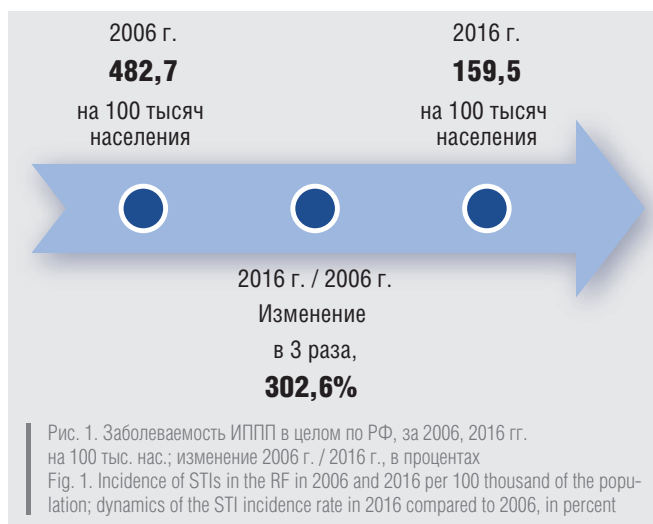 2006 г.
482,7
на 100 тысяч
населения
2016 г.
159,5
на 100 тысяч
населения
2016 г. / 2006 г.
Изменение
в 3 раза,
302,6%
Рис. 1. Заболеваемость ИППП в целом по РФ, за 2006, 2016 гг.
на 100 тыс. нас.; изменение 2006 г. / 2016 г., в процентах
Fig. 1. Incidence of STIs in the RF in 2006 and 2016 per 100 thousand of the popu-
lation; dynamics of the STI incidence rate in 2016 compared to 2006, in percent